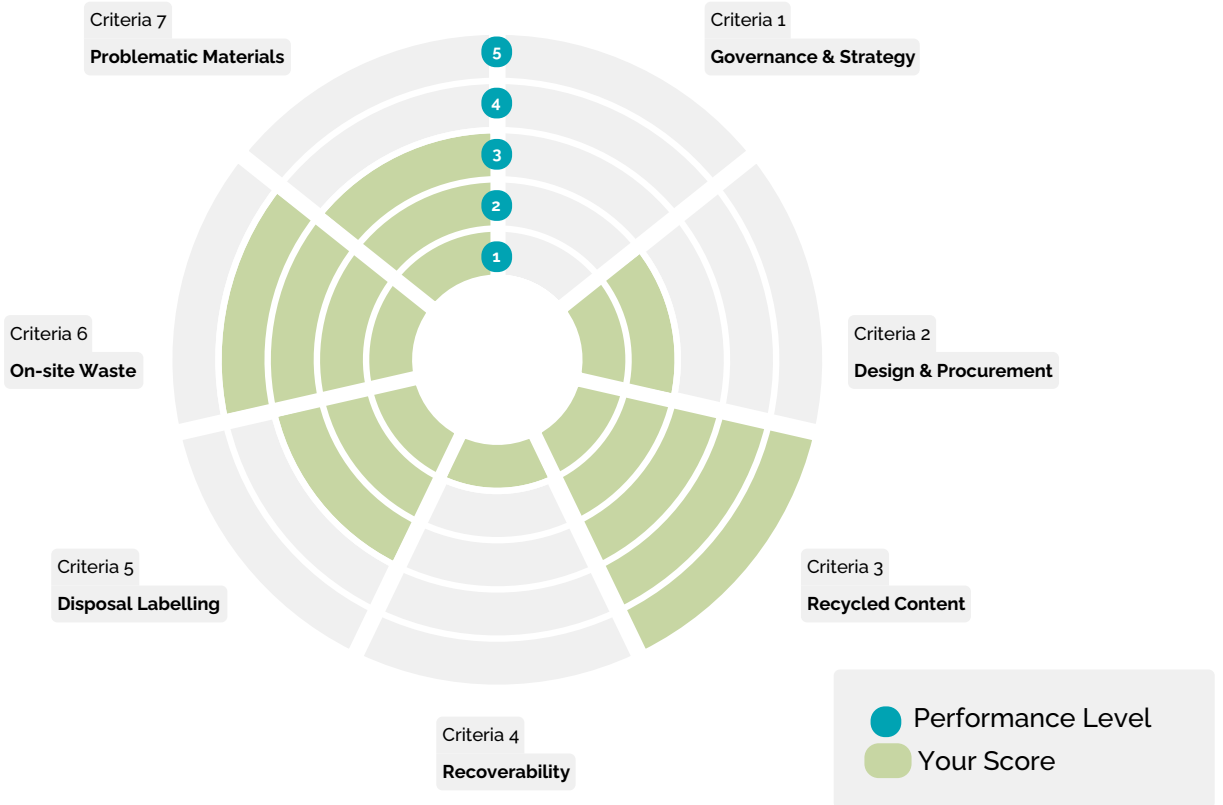 Criteria 7
Problematic Materials
Criteria 1
Governance & Strategy
5
4
3
2
1
Criteria 6
On-site Waste
Criteria 2
Design & Procurement
Criteria 5
Disposal Labelling
Criteria 3
Recycled Content
Criteria 4
Recoverability
Performance Level
Your Score